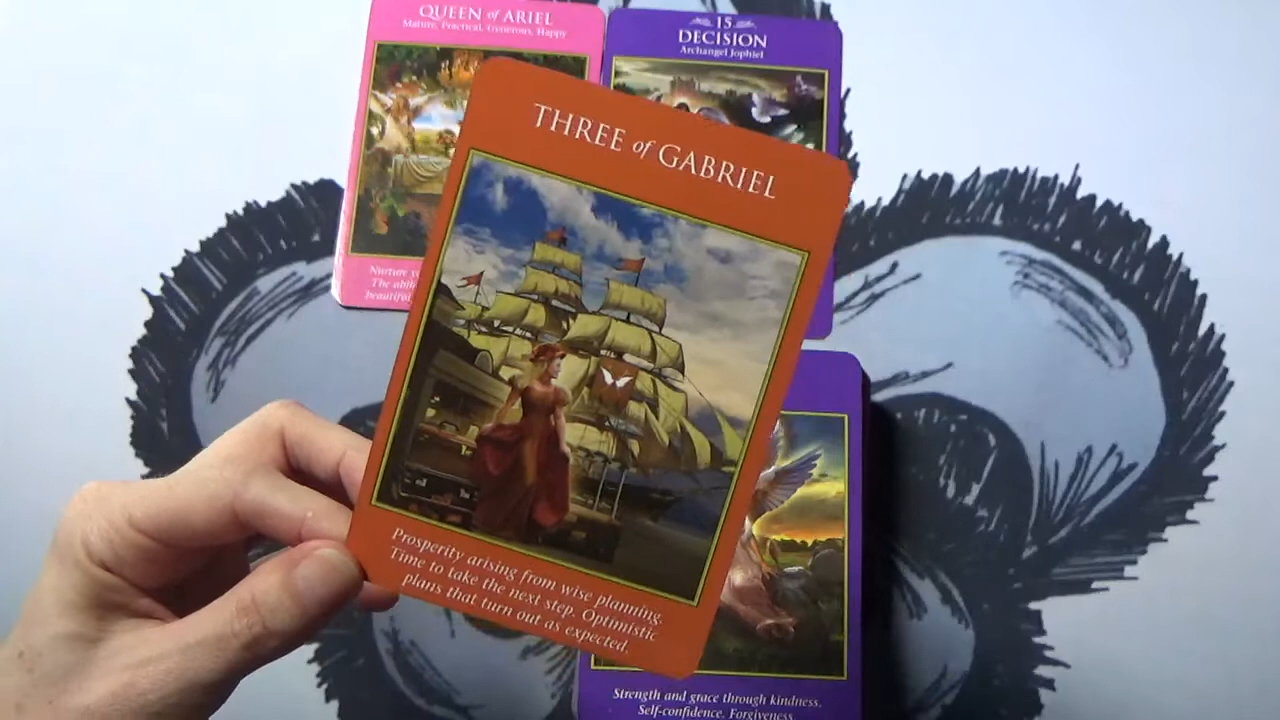 QUEEN of ARIEL
Mature, Practical, Generous, Happy
15
DECISION
Archangel Jophiel
THREE of GABRIEL
Nurture
The
beautiful
Prosperity arising from wise planning.
Time to take the next step. Optimistic
plans that turn out as expected.
Strength and grace through kindness.
Self-confidence. Forgiveness.